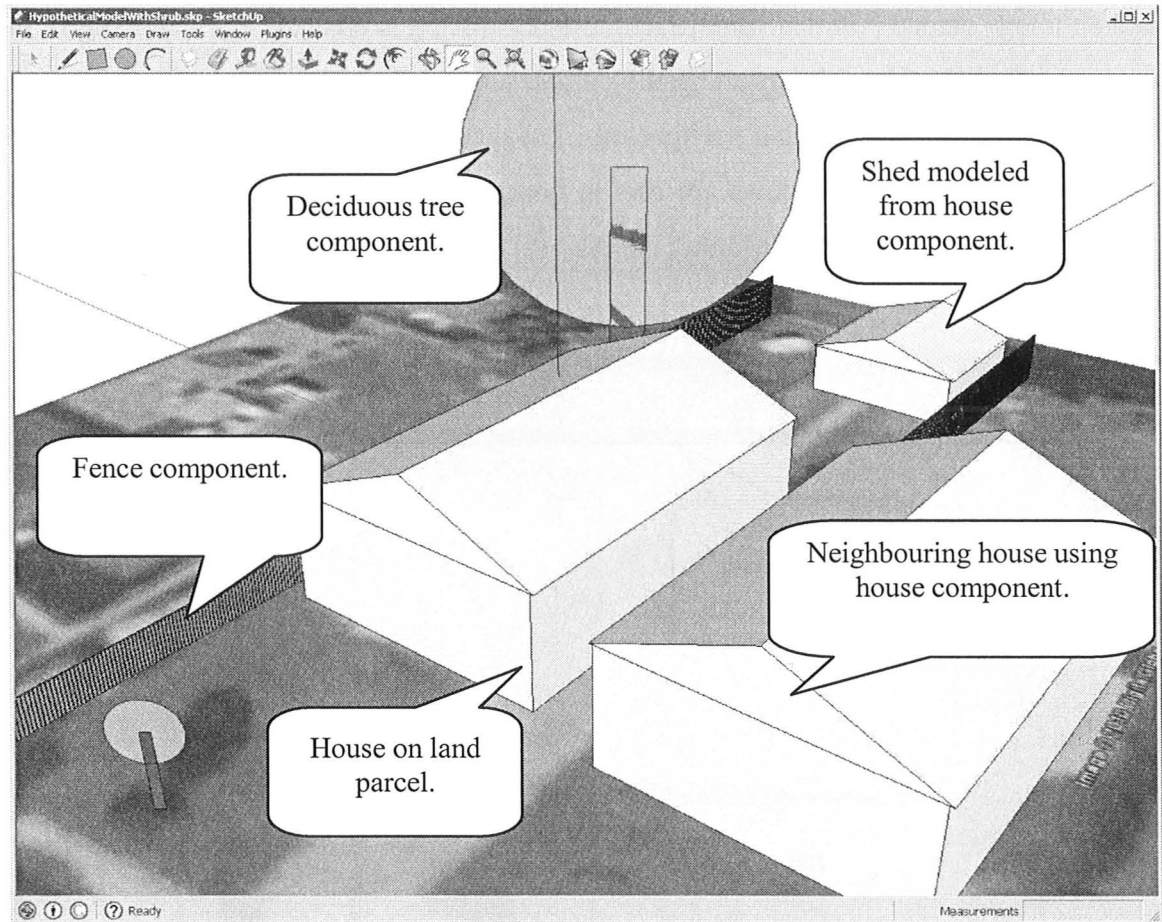 HypotheticalModelWithShrub.skp - SketchUp
File Edit View Camera Draw Tools Window Plugins Help
Deciduous tree
component.
Shed modeled
from house
component.
Fence component.
Neighbouring house using
house component.
House on land
parcel.
Ready
Measurements